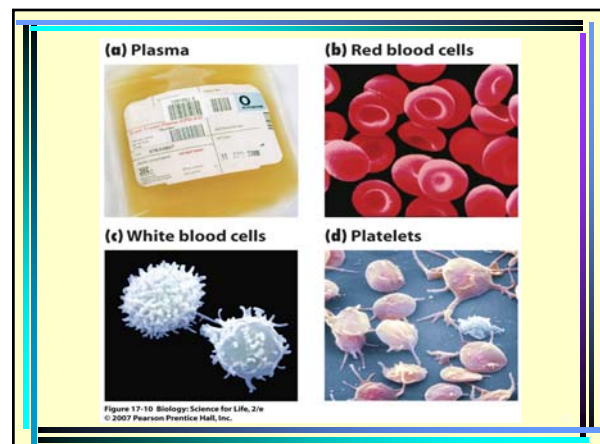 (a) Plasma
(b) Red blood cells
O
(c) White blood cells
(d) Platelets
Figure 17-10 Biology: Science for Life, 2/e
© 2007 Pearson Prentice Hall, Inc.